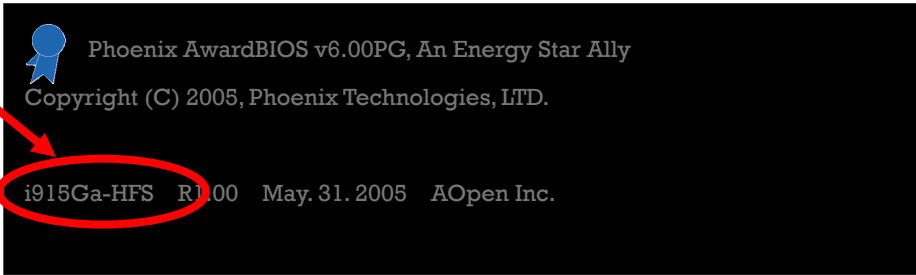 Phoenix AwardBIOS v6.00PG, An Energy Star Ally
Copyright (C) 2005, Phoenix Technologies, LTD.
i915Ga-HFS R1.00 May. 31. 2005 AOpen Inc.